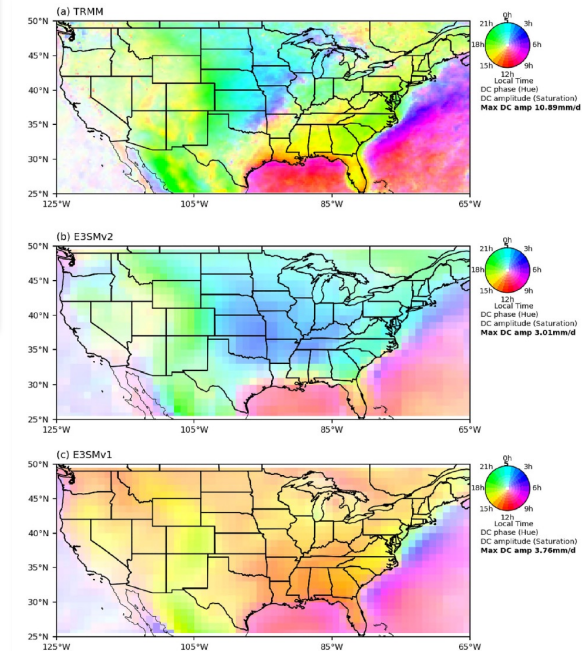 (a) TRMM
50°N
45°N
40°N
35°N
30°N
25°N
125°W
105°W
85°W
65°W
0h
21h
3h
18h
6h
15h
9h
12h
Local Time
DC phase (Hue)
DC amplitude (Saturation)
Max DC amp 10.89mm/d
(b) E3SMv2
50°N
45°N
40°N
35°N
30°N
25°N
125°W
105°W
85°W
65°W
0h
21h
3h
18h
6h
15h
9h
12h
Local Time
DC phase (Hue)
DC amplitude (Saturation)
Max DC amp 3.01mm/d
(c) E3SMv1
50°N
45°N
40°N
35°N
30°N
25°N
125°W
105°W
85°W
65°W
0h
21h
3h
18h
6h
15h
9h
12h
Local Time
DC phase (Hue)
DC amplitude (Saturation)
Max DC amp 3.76mm/d